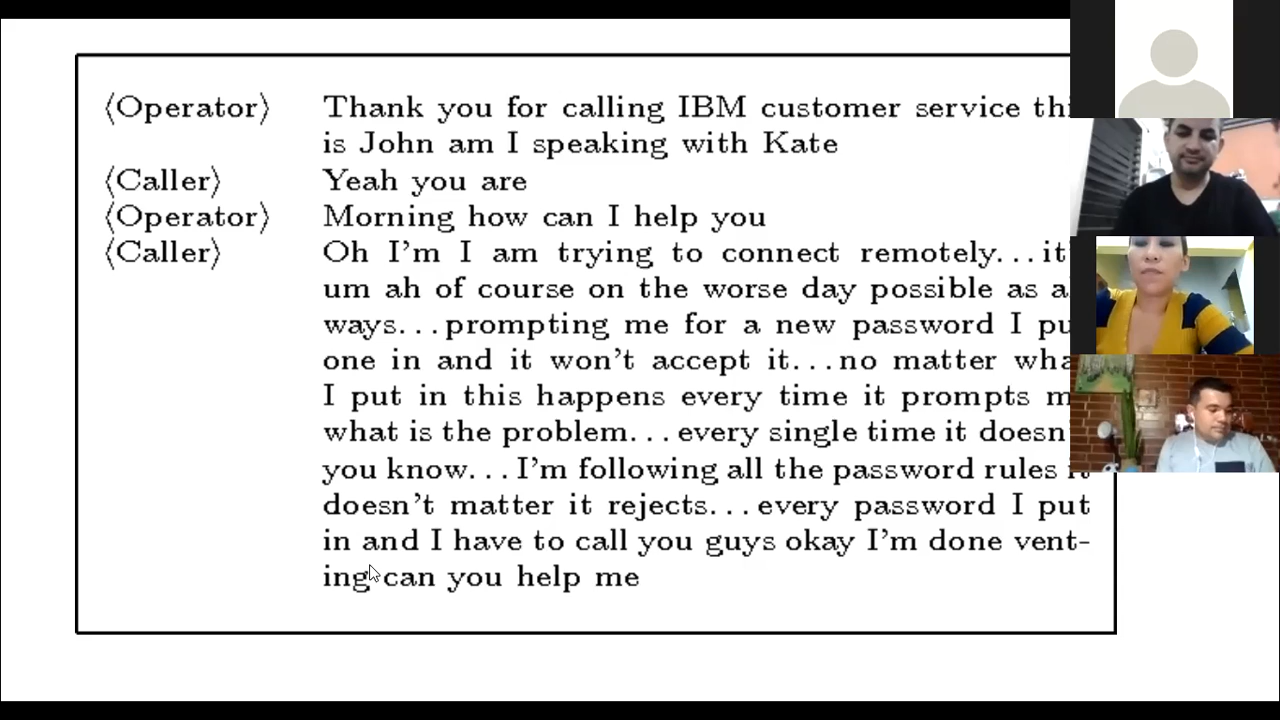 ⟨Operator⟩ Thank you for calling IBM customer service
is John am I speaking with Kate
⟨Caller⟩ Yeah you are
⟨Operator⟩ Morning how can I help you
⟨Caller⟩ Oh I'm I am trying to connect remotely...
um ah of course on the worse day possible as
ways...prompting me for a new password I
one in and it won't accept it...no matter
I put in this happens every time it prompts
what is the problem...every single time it
you know...I'm following all the password rules
doesn't matter it rejects...every password I put
in and I have to call you guys okay I'm done vent-
ing can you help me